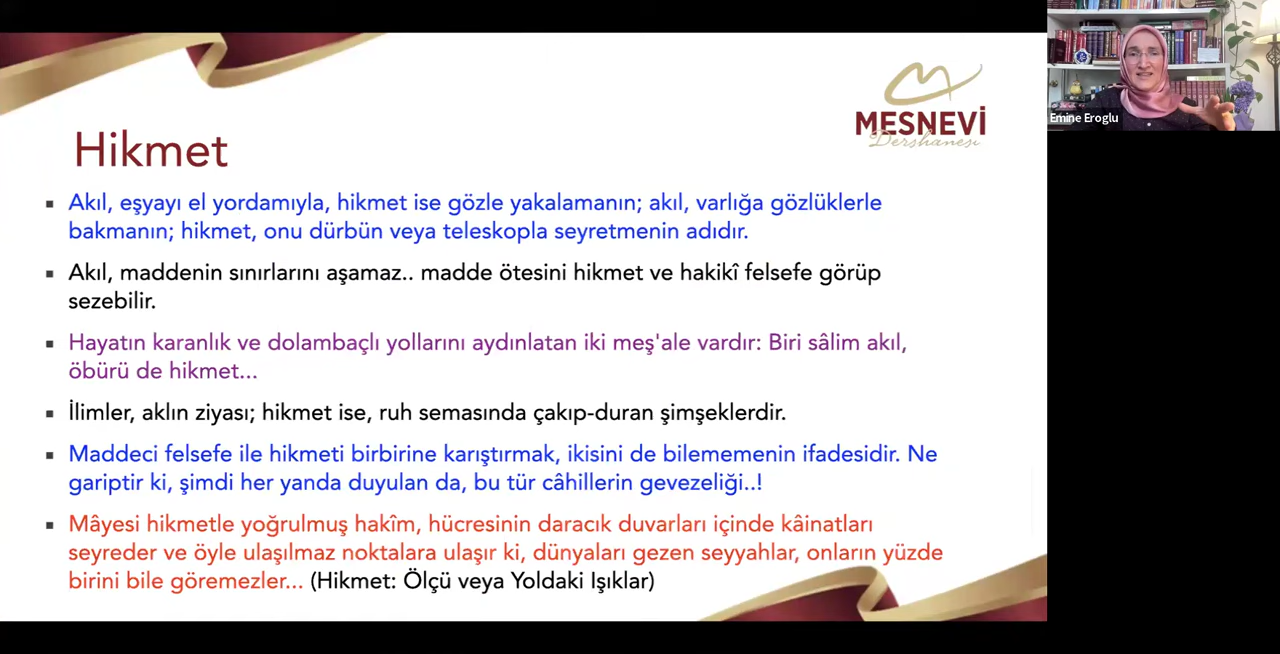 MESNEVİ
Dershanesi
Emine Eroglu
Hikmet
▪ Akıl, eşyayı el yordamıyla, hikmet ise gözle yakalamanın; akıl, varlığa gözlüklerle
bakmanın; hikmet, onu dürbün veya teleskopla seyretmenin adıdır.
▪ Akıl, maddenin sınırlarını aşamaz.. madde ötesini hikmet ve hakikî felsefe görüp
sezebilir.
▪ Hayatın karanlık ve dolambaçlı yollarını aydınlatan iki meş'ale vardır: Biri sâlim akıl,
öbürü de hikmet...
▪ İlimler, aklın ziyası; hikmet ise, ruh semasında çakıp-duran şimşeklerdir.
▪ Maddeci felsefe ile hikmeti birbirine karıştırmak, ikisini de bilememenin ifadesidir. Ne
gariptir ki, şimdi her yanda duyulan da, bu tür câhillerin gevezeliği..!
▪ Mâyesi hikmetle yoğrulmuş hakîm, hücresinin daracık duvarları içinde kâinatları
seyreder ve öyle ulaşılmaz noktalara ulaşır ki, dünyaları gezen seyyahlar, onların yüzde
birini bile göremezler... (Hikmet: Ölçü veya Yoldaki Işıklar)